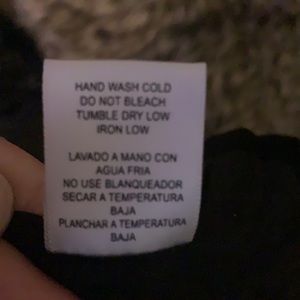 HAND WASH COLD
DO NOT BLEACH
TUMBLE DRY LOW
IRON LOW
LAVADO A MANO CON
AGUA FRIA
NO USE BLANQUEADOR
SECAR A TEMPERATURA
BAJA
PLANCHAR A TEMPERATURA
BAJA